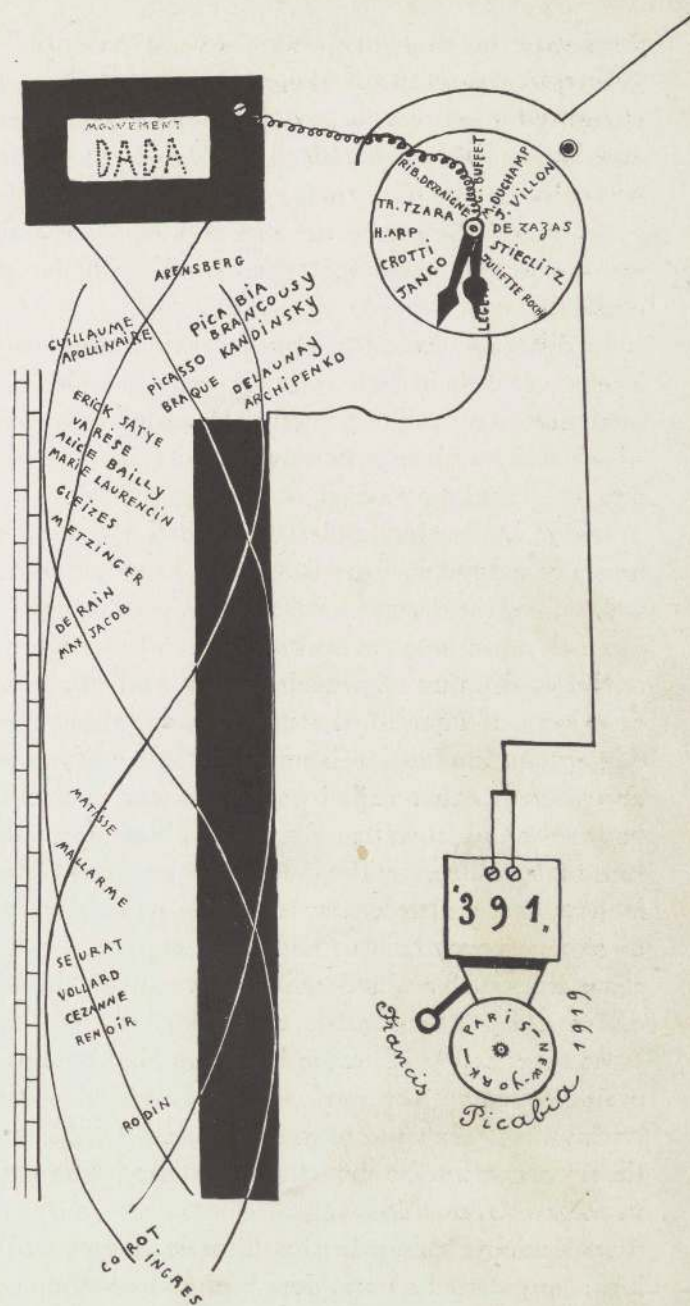 MOUVEMENT
DADA
RIB. DESSAIGNE
G. BUFFET
M. DUCHAMP
J. VILLON
TR. TZARA
DE ZAZAS
H. ARP
STIEGLITZ
CROTTI
JULIETTE ROCHE
JANCO
LEGER
ARENSBERG
GUILLAUME
APOLLINAIRE
PICABIA
BRANCOUSY
PICASSO KANDINSKY
BRAQUE
DELAUNAY
ARCHIPENKO
ERICK SATYE
VARESE
ALICE BAILLY
MARIE LAURENCIN
GLEIZES
METZINGER
DERAIN
MAX JACOB
MATISSE
MALLARME
SEURAT
VOLLARD
CEZANNE
RENOIR
RODIN
COROT
INGRES
"391"
PARIS-NEW-YORK-
Francis
Picabia
1919